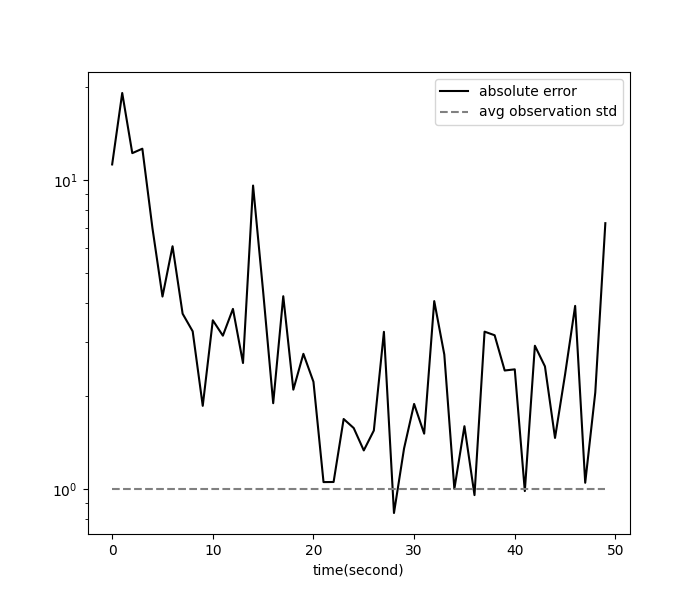 absolute error
avg observation std
10¹
10⁰
0 10 20 30 40 50
time(second)